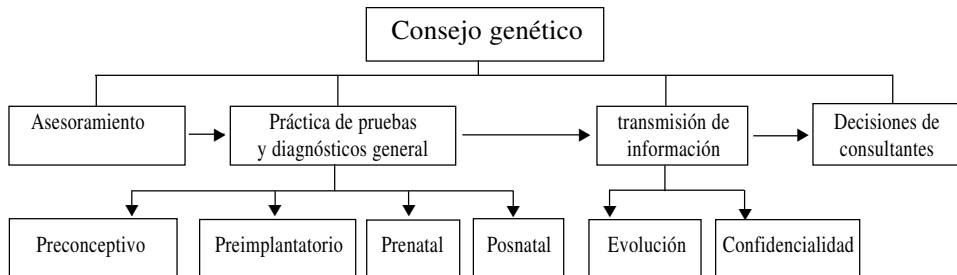 Consejo genético
Asesoramiento
Práctica de pruebas
y diagnósticos general
transmisión de
información
Decisiones de
consultantes
Preconceptivo
Preimplantatorio
Prenatal
Posnatal
Evolución
Confidencialidad